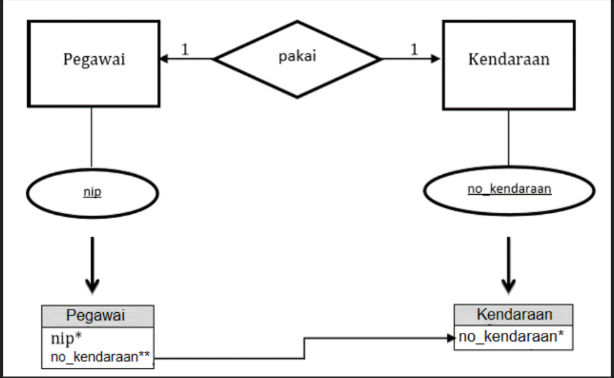 Pegawai
1
pakai
1
Kendaraan
nip
no_kendaraan
Pegawai
nip*
no_kendaraan**
Kendaraan
no_kendaraan*